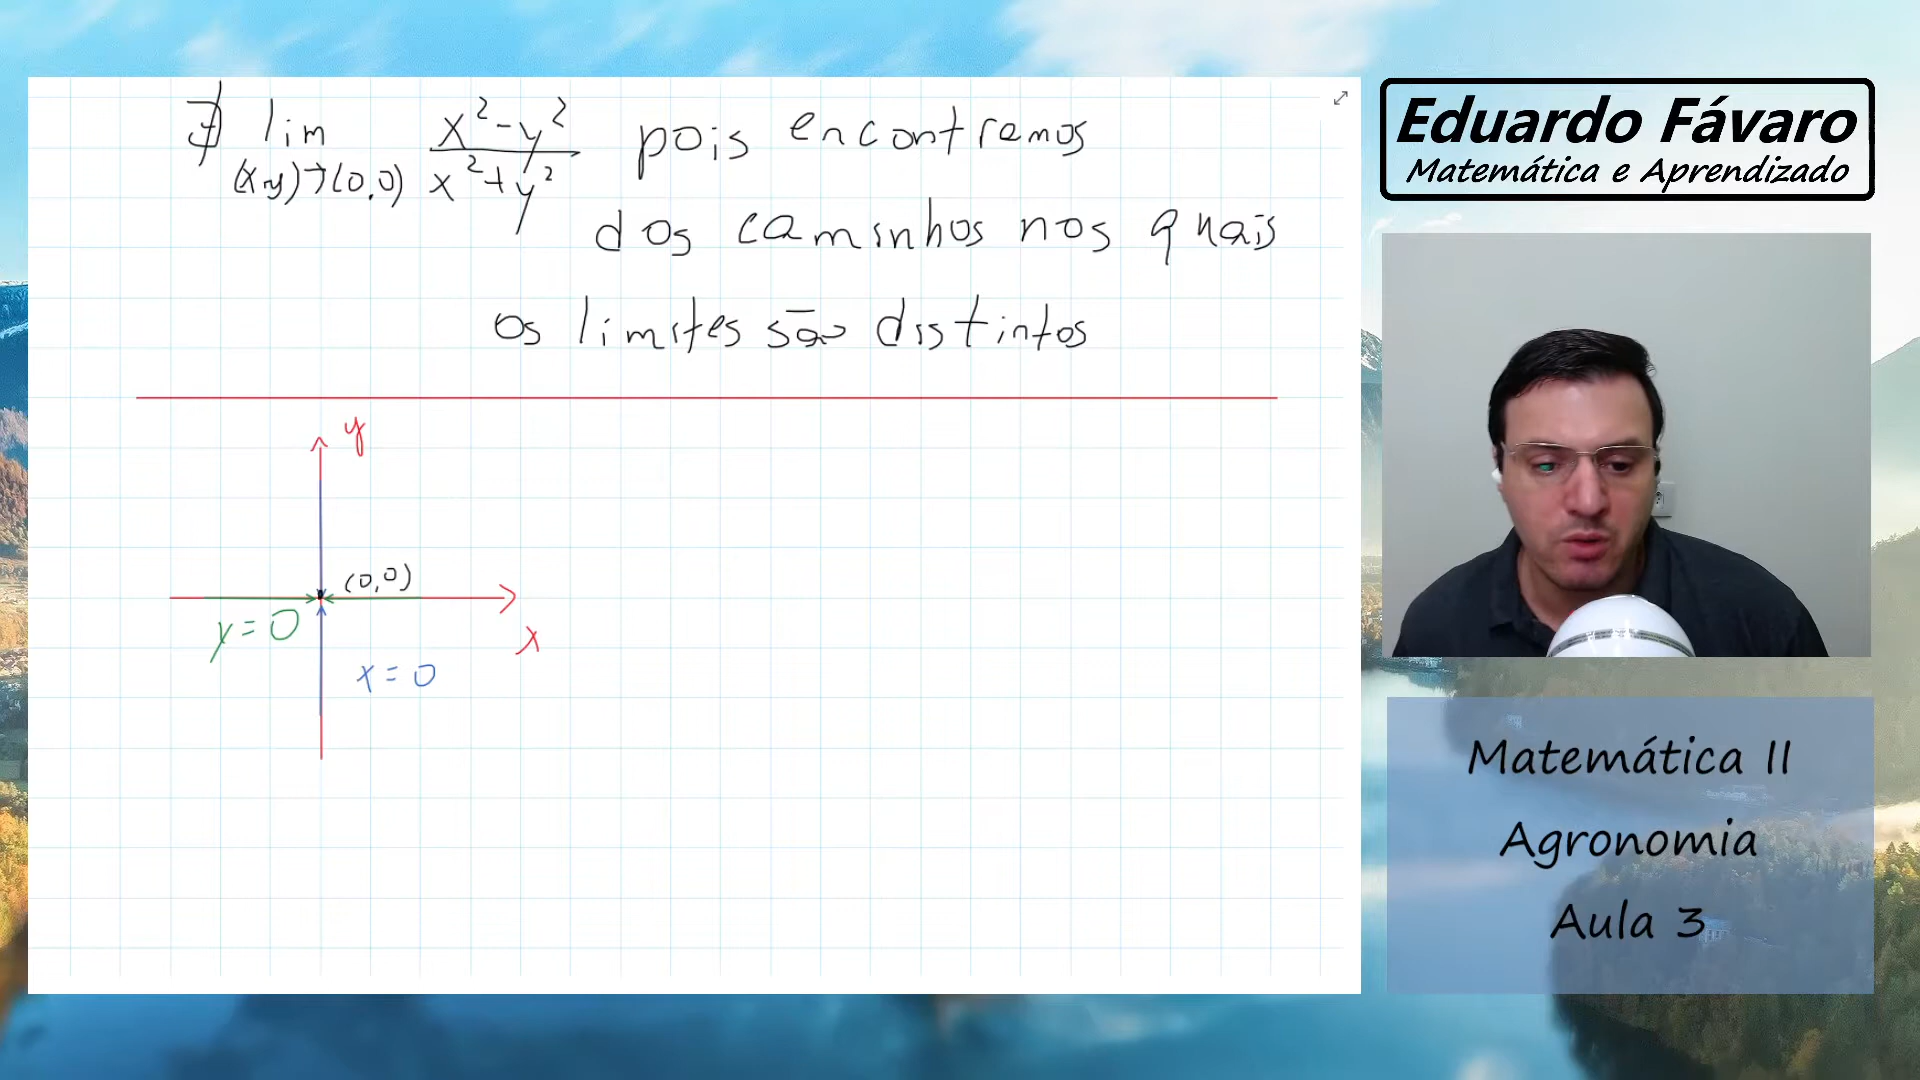 ∄ lim (x,y)→(0,0) x²-y² / x²+y² pois encontramos
dos caminhos nos quais
os limites são distintos
y
(0,0)
y=0
x
x=0
Eduardo Fávaro
Matemática e Aprendizado
Matemática II
Agronomia
Aula 3